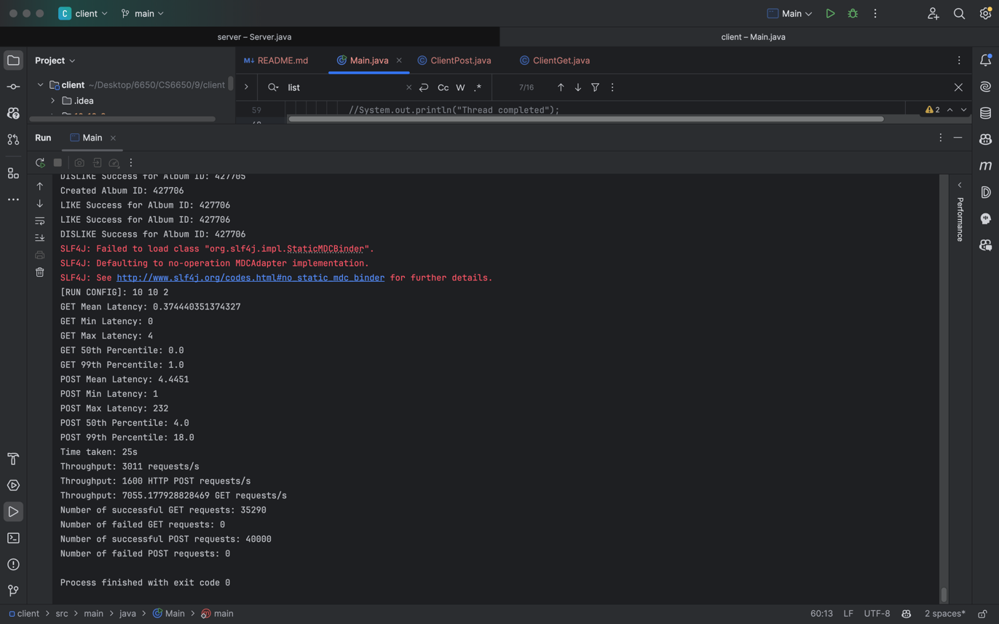 C client main Main
server – Server.java client – Main.java
Project M↓ README.md Main.java ClientPost.java ClientGet.java
client ~/Desktop/6650/CS6650/9/client
list Cc W .* 7/16
.idea
59 //System.out.println("Thread completed"); 2
Run Main
DISLIKE Success for Album ID: 427705
Created Album ID: 427706
LIKE Success for Album ID: 427706
LIKE Success for Album ID: 427706
DISLIKE Success for Album ID: 427706
SLF4J: Failed to load class "org.slf4j.impl.StaticMDCBinder".
SLF4J: Defaulting to no-operation MDCAdapter implementation.
SLF4J: See http://www.slf4j.org/codes.html#no_static_mdc_binder for further details.
[RUN CONFIG]: 10 10 2
GET Mean Latency: 0.374440351374327
GET Min Latency: 0
GET Max Latency: 4
GET 50th Percentile: 0.0
GET 99th Percentile: 1.0
POST Mean Latency: 4.4451
POST Min Latency: 1
POST Max Latency: 232
POST 50th Percentile: 4.0
POST 99th Percentile: 18.0
Time taken: 25s
Throughput: 3011 requests/s
Throughput: 1600 HTTP POST requests/s
Throughput: 7055.177928828469 GET requests/s
Number of successful GET requests: 35290
Number of failed GET requests: 0
Number of successful POST requests: 40000
Number of failed POST requests: 0
Process finished with exit code 0
Performance
client > src > main > java > Main > main 60:13 LF UTF-8 2 spaces*